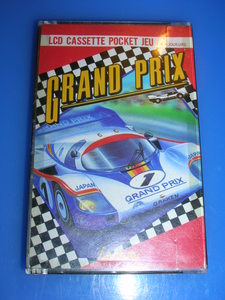 LCD CASSETTE POCKET JEU
GRAND PRIX
JAPAN
1
GRAND PRIX